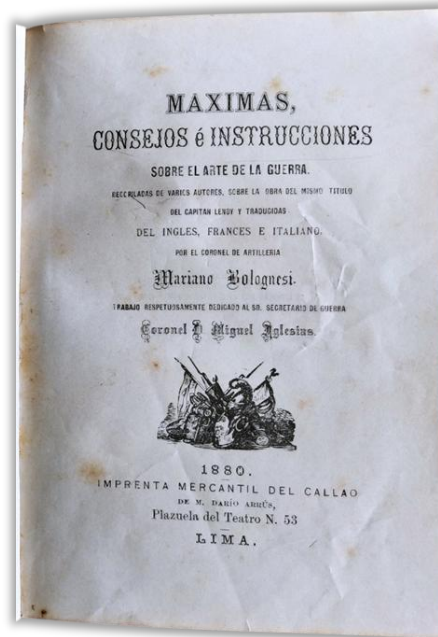 MAXIMAS,
CONSEJOS é INSTRUCCIONES
SOBRE EL ARTE DE LA GUERRA.
RECOPILADAS DE VARIOS AUTORES, SOBRE LA OBRA DEL MISMO TITULO
DEL CAPITAN LENDY Y TRADUCIDAS
DEL INGLES, FRANCES E ITALIANO.
POR EL CORONEL DE ARTILLERIA
Mariano Bolognesi.
TRABAJO RESPETUOSAMENTE DEDICADO AL SR. SECRETARIO DE GUERRA
Coronel D Miguel Iglesias.
1880.
IMPRENTA MERCANTIL DEL CALLAO
DE M. DARÍO ARRÚS,
Plazuela del Teatro N. 53
LIMA.